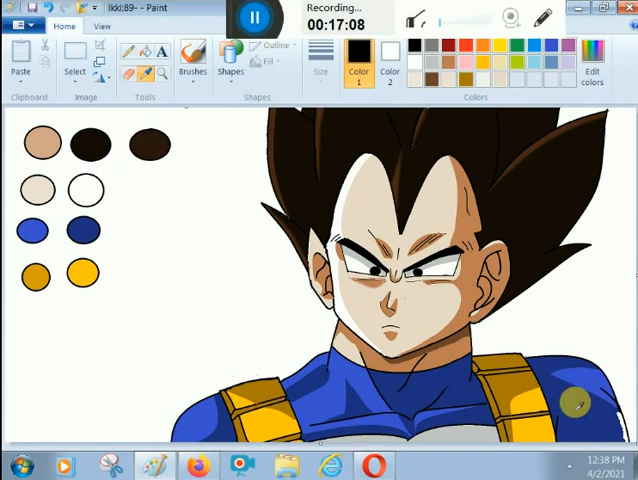 Ikki;89- - Paint
Recording...
00:17:08
Home
View
Paste
Select
Brushes
Shapes
Outline
Fill
Size
Color
1
Color
2
Edit
colors
Clipboard
Image
Tools
Shapes
Colors
12:38 PM
4/2/2021